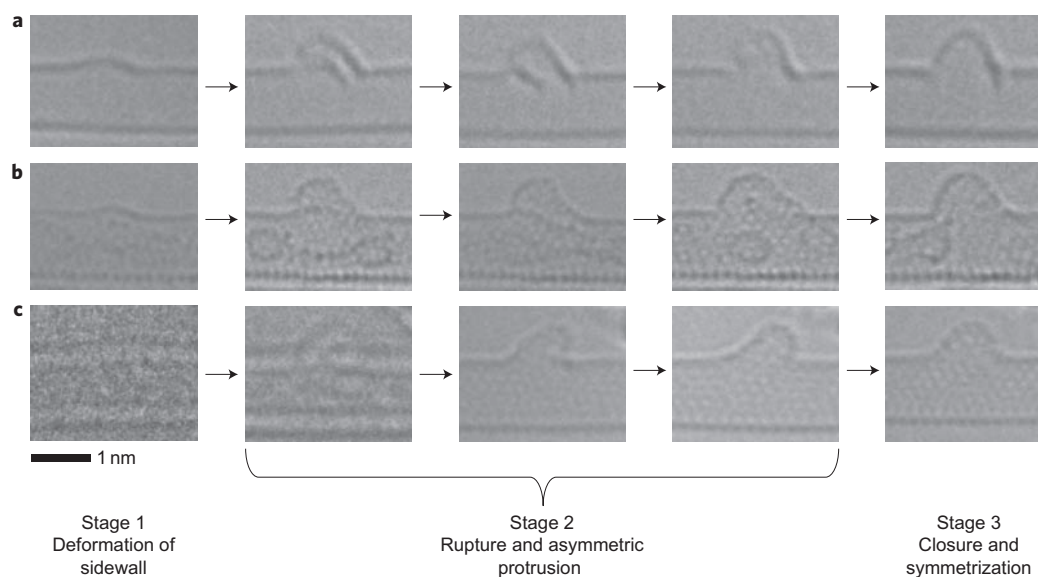 a
b
c
1 nm
Stage 1
Deformation of
sidewall
Stage 2
Rupture and asymmetric
protrusion
Stage 3
Closure and
symmetrization